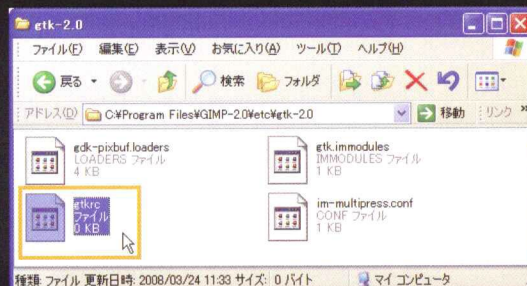 gtk-2.0
ファイル(F) 編集(E) 表示(V) お気に入り(A) ツール(T) ヘルプ(H)
戻る 検索 フォルダ
アドレス(D) C:¥Program Files¥GIMP-2.0¥etc¥gtk-2.0 移動 リンク »
gdk-pixbuf.loaders
LOADERS ファイル
4 KB
gtk.immodules
IMMODULES ファイル
1 KB
gtkrc
ファイル
0 KB
im-multipress.conf
CONF ファイル
1 KB
種類: ファイル 更新日時: 2008/03/24 11:33 サイズ: 0 バイト マイ コンピュータ